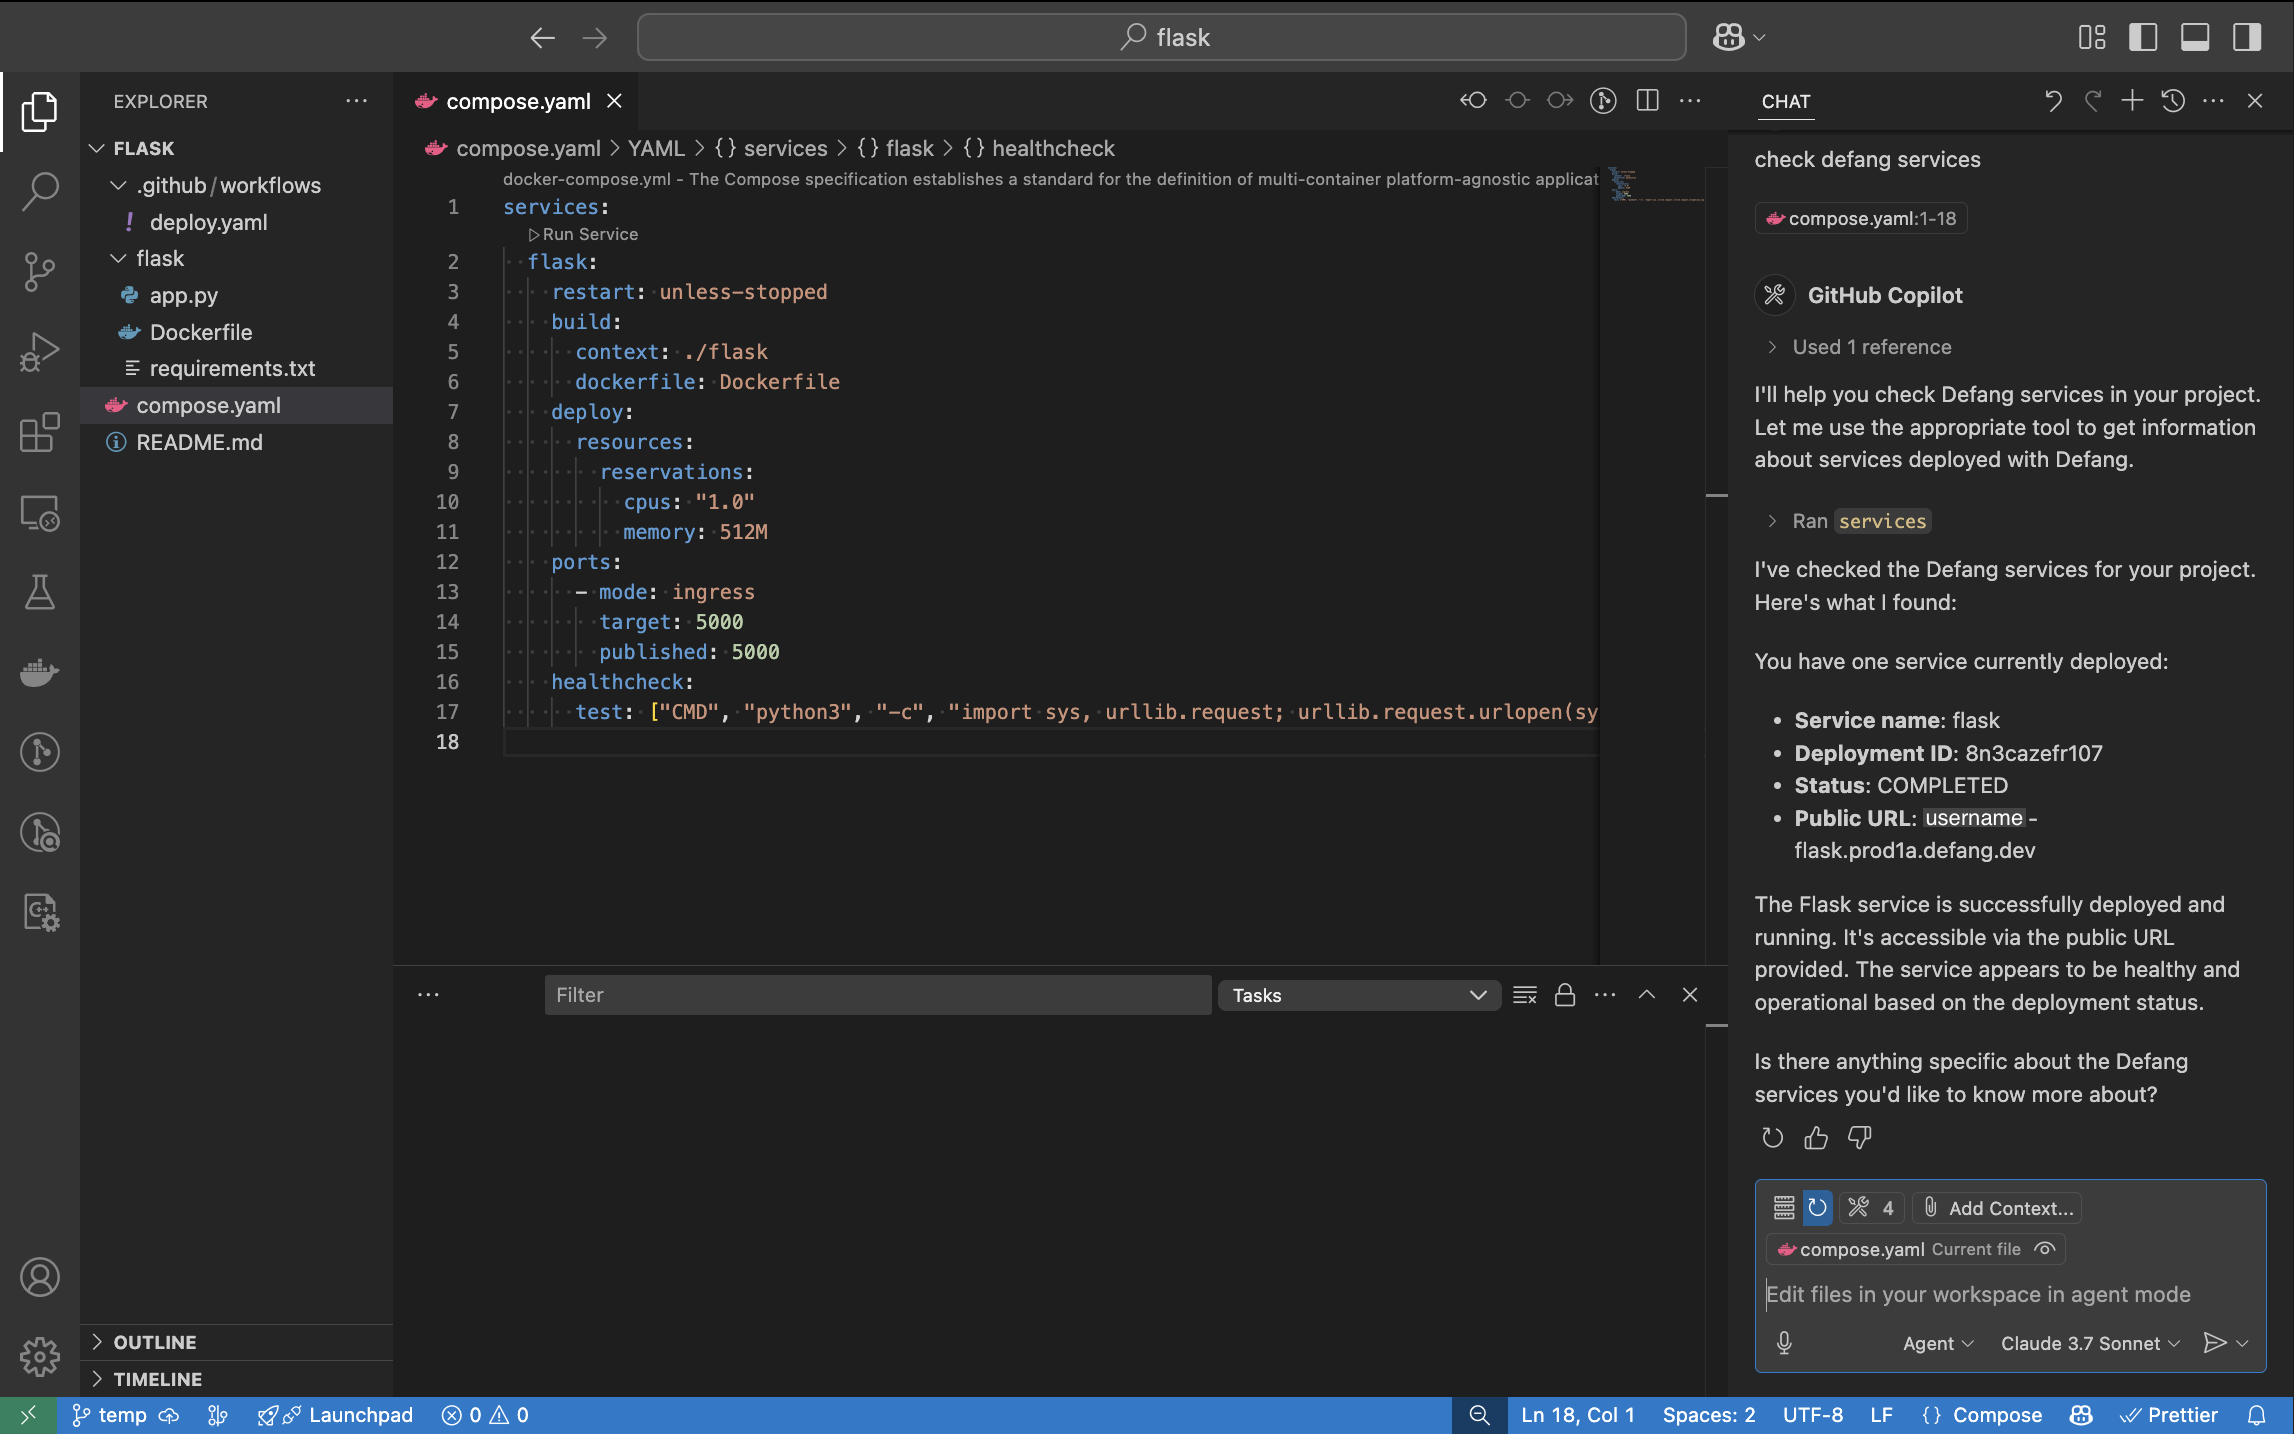 flask
EXPLORER
FLASK
.github/workflows
deploy.yaml
flask
app.py
Dockerfile
requirements.txt
compose.yaml
README.md
OUTLINE
TIMELINE
compose.yaml
compose.yaml > YAML > {} services > {} flask > {} healthcheck
docker-compose.yml - The Compose specification establishes a standard for the definition of multi-container platform-agnostic applicat
1 services:
Run Service
2 flask:
3 restart: unless-stopped
4 build:
5 context: ./flask
6 dockerfile: Dockerfile
7 deploy:
8 resources:
9 reservations:
10 cpus: "1.0"
11 memory: 512M
12 ports:
13 - mode: ingress
14 target: 5000
15 published: 5000
16 healthcheck:
17 test: ["CMD", "python3", "-c", "import sys, urllib.request; urllib.request.urlopen(sy
18
Filter
Tasks
CHAT
check defang services
compose.yaml:1-18
GitHub Copilot
Used 1 reference
I'll help you check Defang services in your project.
Let me use the appropriate tool to get information
about services deployed with Defang.
Ran services
I've checked the Defang services for your project.
Here's what I found:
You have one service currently deployed:
• Service name: flask
• Deployment ID: 8n3cazefr107
• Status: COMPLETED
• Public URL: username-
flask.prod1a.defang.dev
The Flask service is successfully deployed and
running. It's accessible via the public URL
provided. The service appears to be healthy and
operational based on the deployment status.
Is there anything specific about the Defang
services you'd like to know more about?
4 Add Context...
compose.yaml Current file
Edit files in your workspace in agent mode
Agent Claude 3.7 Sonnet
temp Launchpad 0 0 Ln 18, Col 1 Spaces: 2 UTF-8 LF {} Compose Prettier